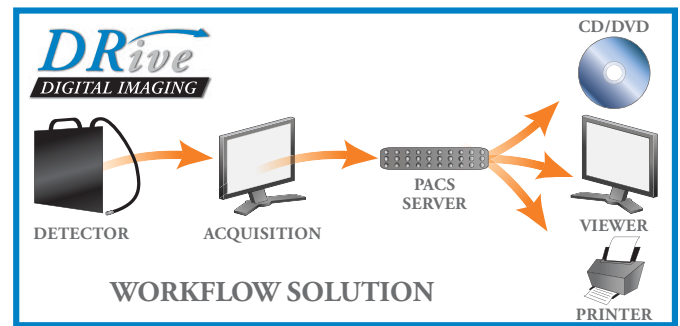 DRive
DIGITAL IMAGING
CD/DVD
DETECTOR
ACQUISITION
PACS
SERVER
VIEWER
WORKFLOW SOLUTION
PRINTER